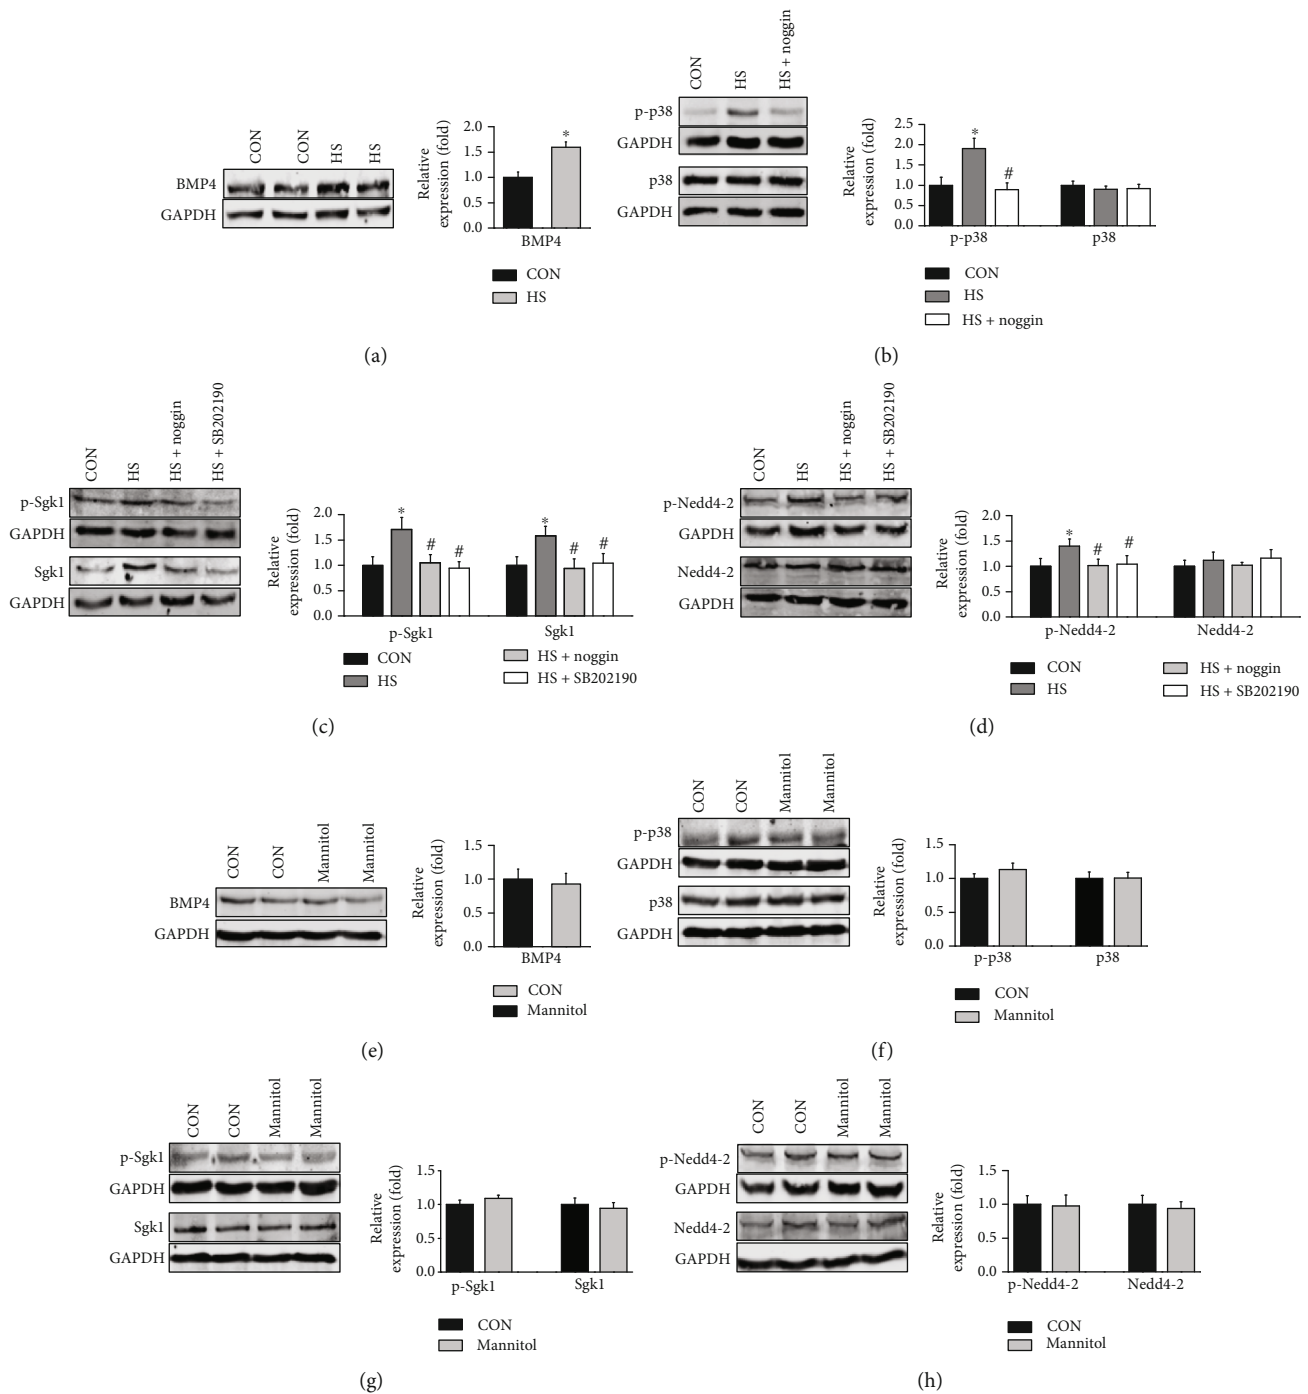 CON
CON
HS
HS
BMP4
GAPDH
Relative
expression (fold)
2.0
1.5
1.0
0.5
0.0
*
BMP4
CON
HS
(a)
CON
HS
HS + noggin
p-p38
GAPDH
p38
GAPDH
Relative
expression (fold)
2.5
2.0
1.5
1.0
0.5
0.0
*
#
p-p38
p38
CON
HS
HS + noggin
(b)
CON
HS
HS + noggin
HS + SB202190
p-Sgk1
GAPDH
Sgk1
GAPDH
Relative
expression (fold)
2.0
1.5
1.0
0.5
0.0
*
#
#
*
#
#
p-Sgk1
Sgk1
CON
HS
HS + noggin
HS + SB202190
(c)
CON
HS
HS + noggin
HS + SB202190
p-Nedd4-2
GAPDH
Nedd4-2
GAPDH
Relative
expression (fold)
2.0
1.5
1.0
0.5
0.0
*
#
#
p-Nedd4-2
Nedd4-2
CON
HS
HS + noggin
HS + SB202190
(d)
CON
CON
Mannitol
Mannitol
BMP4
GAPDH
Relative
expression (fold)
1.5
1.0
0.5
0.0
BMP4
CON
Mannitol
(e)
CON
CON
Mannitol
Mannitol
p-p38
GAPDH
p38
GAPDH
Relative
expression (fold)
1.5
1.0
0.5
0.0
p-p38
p38
CON
Mannitol
(f)
CON
CON
Mannitol
Mannitol
p-Sgk1
GAPDH
Sgk1
GAPDH
Relative
expression (fold)
1.5
1.0
0.5
0.0
p-Sgk1
Sgk1
CON
Mannitol
(g)
CON
CON
Mannitol
Mannitol
p-Nedd4-2
GAPDH
Nedd4-2
GAPDH
Relative
expression (fold)
1.5
1.0
0.5
0.0
p-Nedd4-2
Nedd4-2
CON
Mannitol
(h)